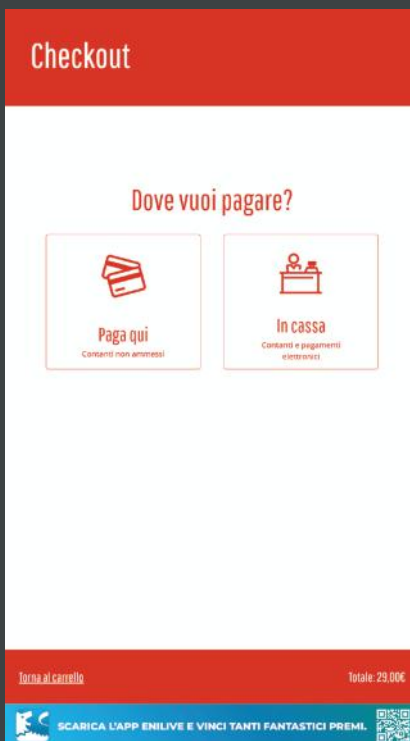 Checkout
Dove vuoi pagare?
Paga qui
Contanti non ammessi
In cassa
Contanti e pagamenti
elettronici
Torna al carrello
Totale: 29,00€
SCARICA L'APP ENILIVE E VINCI TANTI FANTASTICI PREMI.